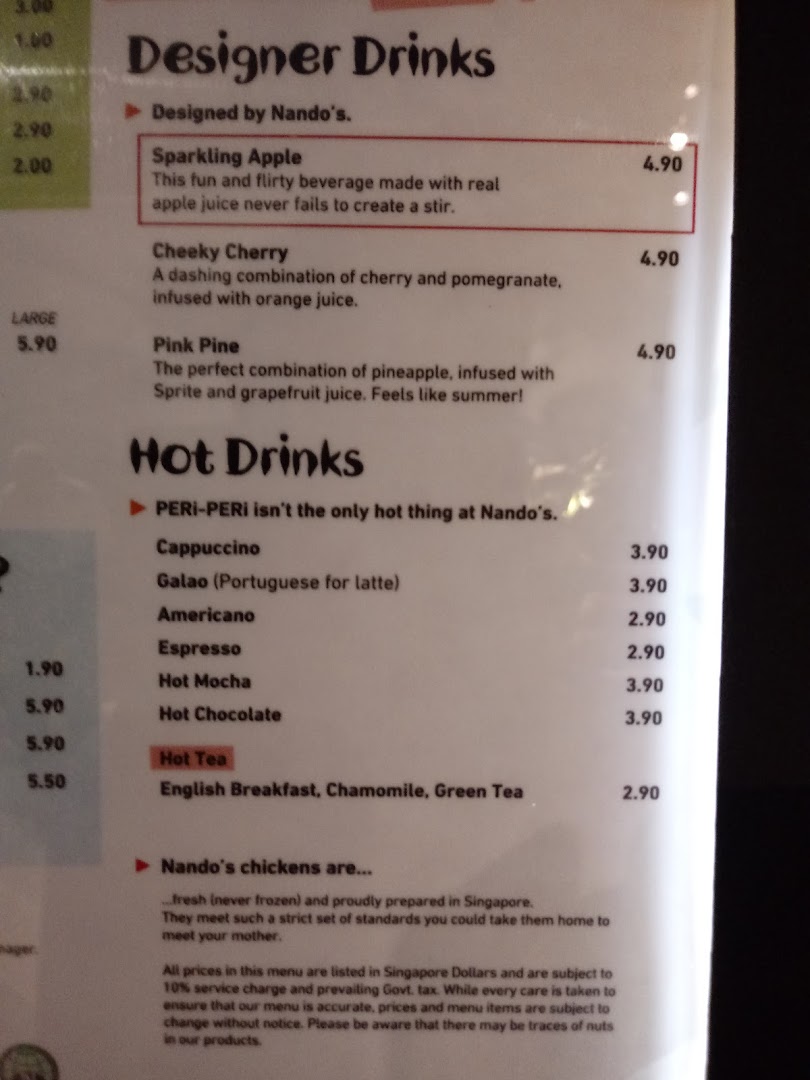 3.00
1.60
2.90
2.90
2.00
LARGE
5.90
?
1.90
5.90
5.90
5.50
Designer Drinks
Designed by Nando's.
Sparkling Apple 4.90
This fun and flirty beverage made with real
apple juice never fails to create a stir.
Cheeky Cherry 4.90
A dashing combination of cherry and pomegranate,
infused with orange juice.
Pink Pine 4.90
The perfect combination of pineapple, infused with
Sprite and grapefruit juice. Feels like summer!
Hot Drinks
PERi-PERi isn't the only hot thing at Nando's.
Cappuccino 3.90
Galao (Portuguese for latte) 3.90
Americano 2.90
Espresso 2.90
Hot Mocha 3.90
Hot Chocolate 3.90
Hot Tea
English Breakfast, Chamomile, Green Tea 2.90
Nando's chickens are...
...fresh (never frozen) and proudly prepared in Singapore.
They meet such a strict set of standards you could take them home to
meet your mother.
All prices in this menu are listed in Singapore Dollars and are subject to
10% service charge and prevailing Govt. tax. While every care is taken to
ensure that our menu is accurate, prices and menu items are subject to
change without notice. Please be aware that there may be traces of nuts
in our products.